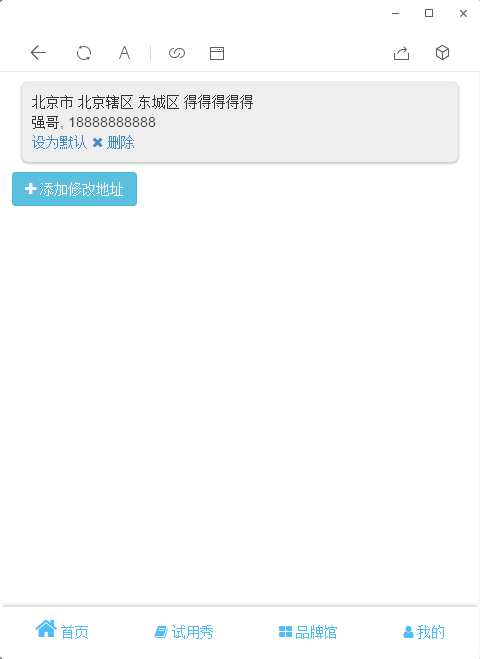 A
北京市 北京辖区 东城区 得得得得得
强哥, 18888888888
设为默认 ✖ 删除
添加修改地址
首页 试用秀 品牌馆 我的